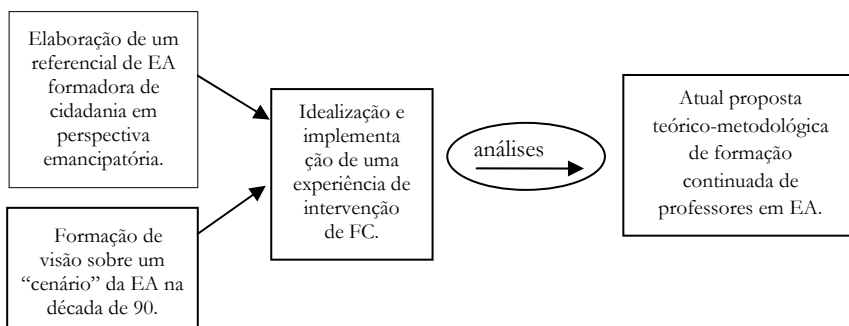 Elaboração de um
referencial de EA
formadora de
cidadania em
perspectiva
emancipatória.
Formação de
visão sobre um
“cenário” da EA na
década de 90.
Idealização e
implementa
ção de uma
experiência de
intervenção
de FC.
análises
Atual proposta
teórico-metodológica
de formação
continuada de
professores em EA.